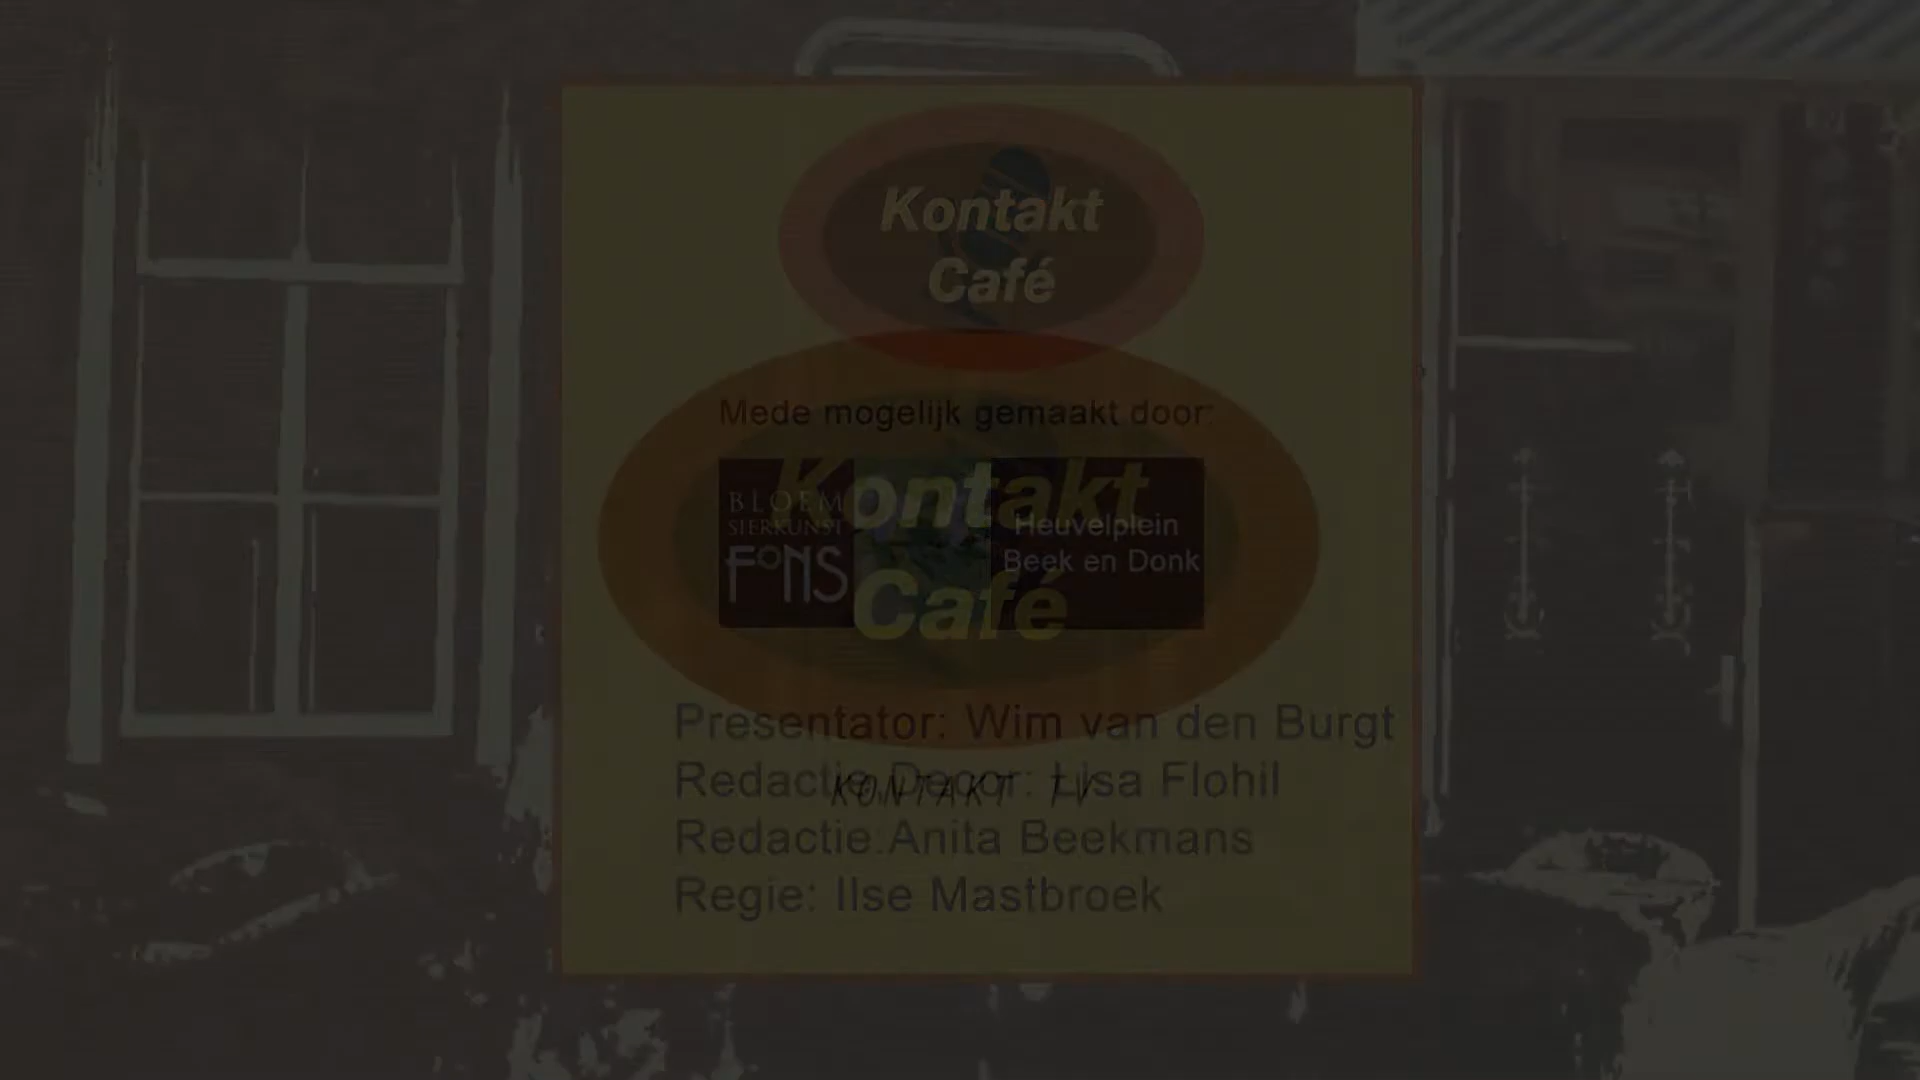 Kontakt
Café
Mede mogelijk gemaakt door:
BLOEM
SIERKUNST
FONS
Heuvelplein
Beek en Donk
Kontakt
Café
Presentator: Wim van den Burgt
Redactie Decor: Lisa Flohil
KONTAKT TV
Redactie:Anita Beekmans
Regie: Ilse Mastbroek